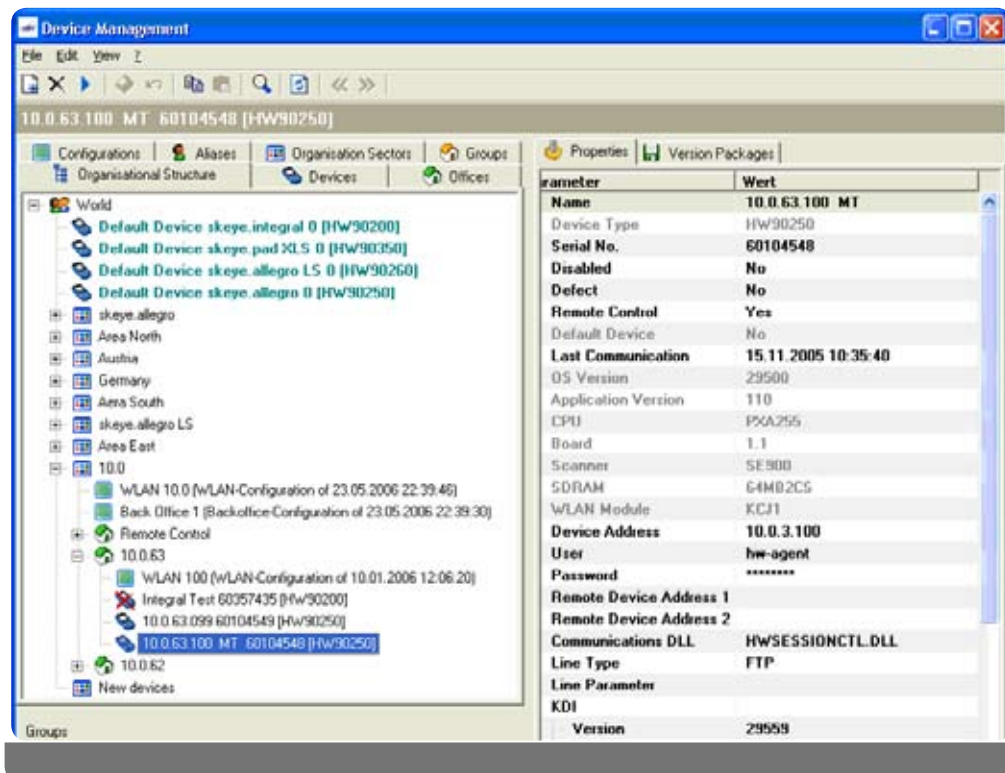 Device Management
File Edit View ?
10.0.63.100 MT 60104548 [HW90250]
Configurations Aliases Organisation Sectors Groups
Organisational Structure Devices Offices
World
Default Device skeye.integral 0 [HW90200]
Default Device skeye.pad XLS 0 [HW90350]
Default Device skeye.allegro LS 0 [HW90260]
Default Device skeye.allegro 0 [HW90250]
skeye.allegro
Area North
Austria
Germany
Aera South
skeye.allegro LS
Area East
10.0
WLAN 10.0 (WLAN-Configuration of 23.05.2006 22:39:46)
Back Office 1 (Backoffice-Configuration of 23.05.2006 22:39:30)
Remote Control
10.0.63
WLAN 100 (WLAN-Configuration of 10.01.2006 12:06:20)
Integral Test 60357435 [HW90200]
10.0.63.099 60104549 [HW90250]
10.0.63.100 MT 60104548 [HW90250]
10.0.62
New devices
Groups
Properties Version Packages
rameter Wert
Name 10.0.63.100 MT
Device Type HW90250
Serial No. 60104548
Disabled No
Defect No
Remote Control Yes
Default Device No
Last Communication 15.11.2005 10:35:40
OS Version 29500
Application Version 110
CPU PXA255
Board 1.1
Scanner SE900
SDRAM 64MB2CS
WLAN Module KCJ1
Device Address 10.0.3.100
User hw-agent
Password ********
Remote Device Address 1
Remote Device Address 2
Communications DLL HWSESSIONCTL.DLL
Line Type FTP
Line Parameter
KDI
Version 29559